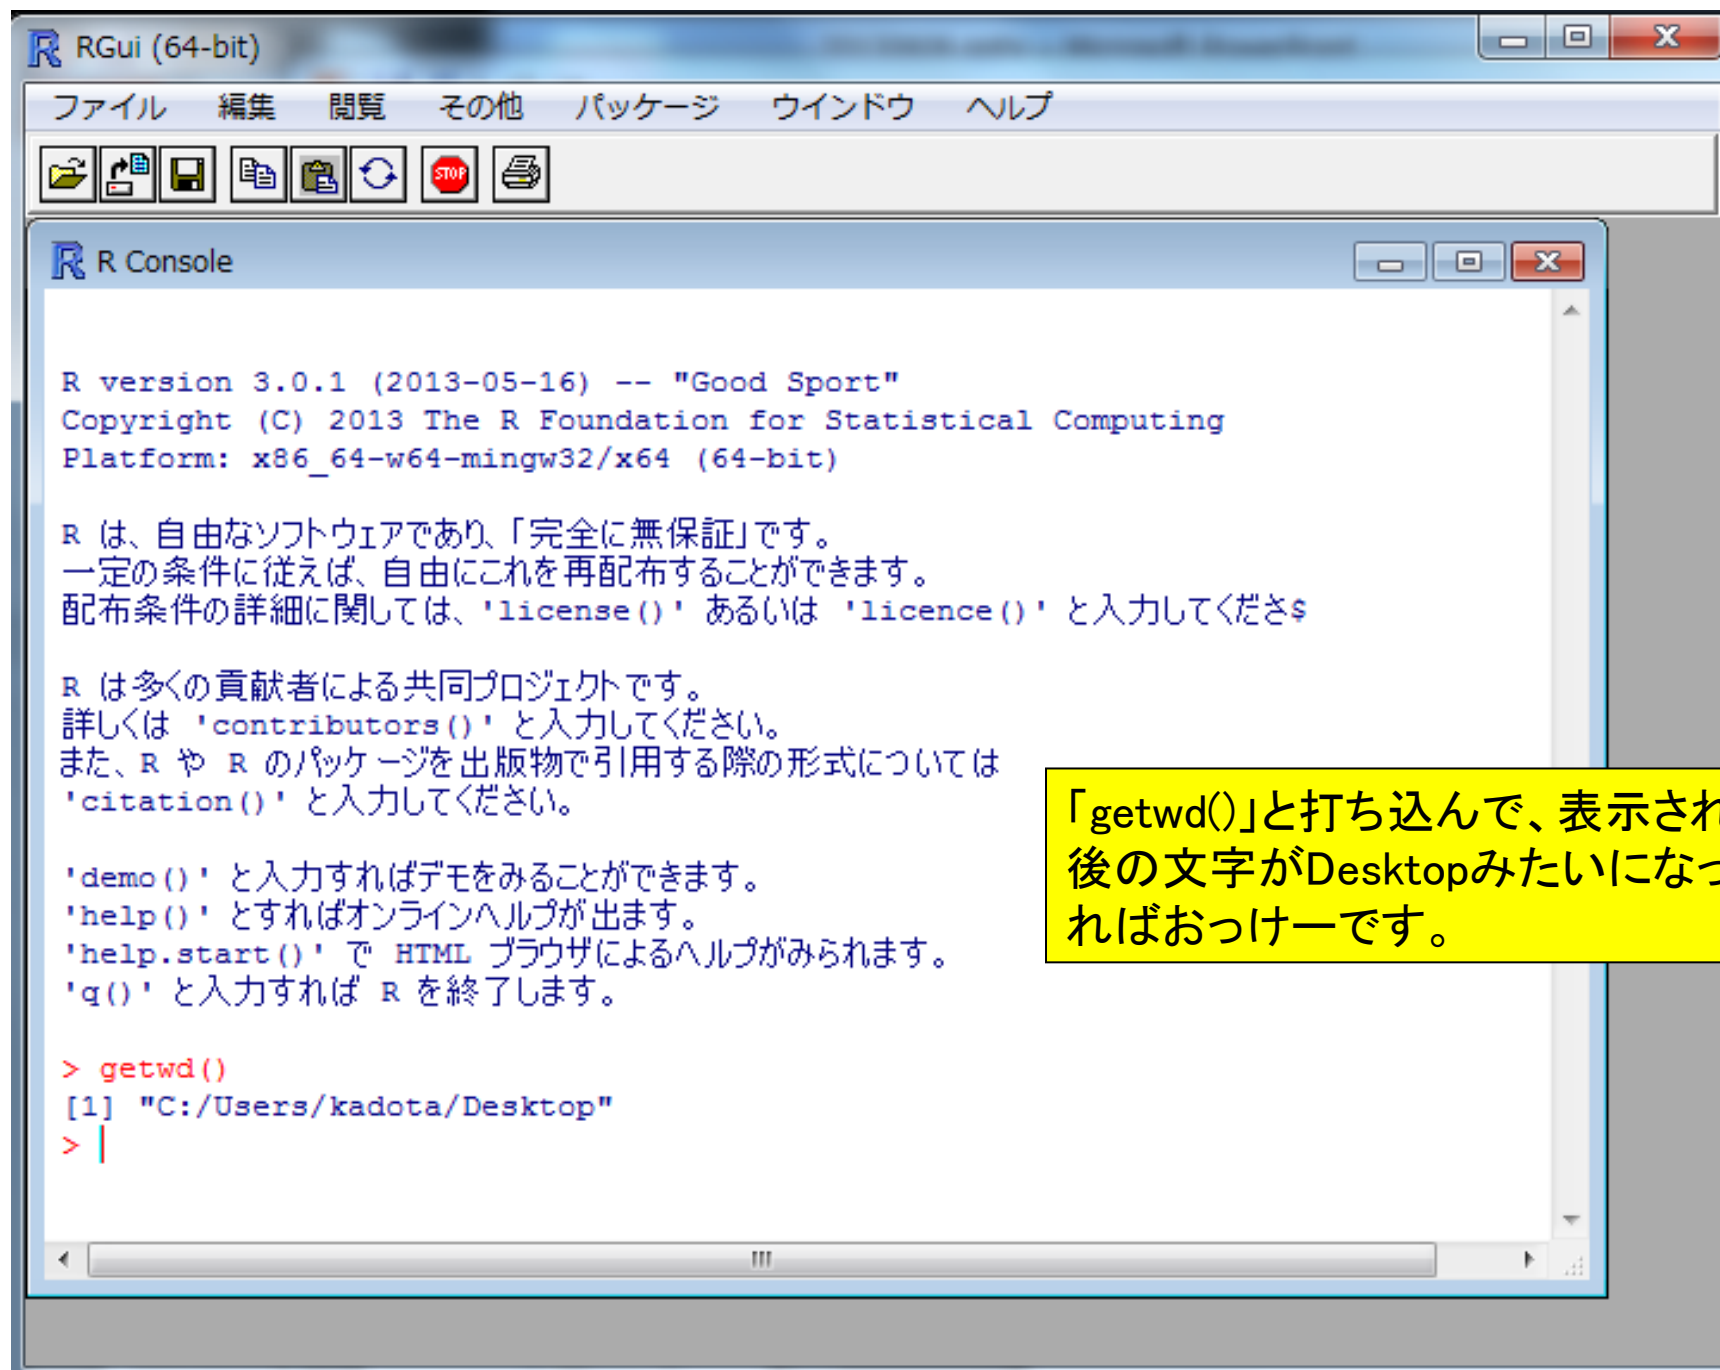 RGui (64-bit)
ファイル 編集 閲覧 その他 パッケージ ウインドウ ヘルプ
STOP
R Console
R version 3.0.1 (2013-05-16) -- "Good Sport"
Copyright (C) 2013 The R Foundation for Statistical Computing
Platform: x86_64-w64-mingw32/x64 (64-bit)
R は、自由なソフトウェアであり、「完全に無保証」です。
一定の条件に従えば、自由にこれを再配布することができます。
配布条件の詳細に関しては、'license()' あるいは 'licence()' と入力してくださ$
R は多くの貢献者による共同プロジェクトです。
詳しくは 'contributors()' と入力してください。
また、R や R のパッケージを出版物で引用する際の形式については
'citation()' と入力してください。
「getwd()」と打ち込んで、表示され
後の文字がDesktopみたいになっ
ればおっけーです。
'demo()' と入力すればデモをみることができます。
'help()' とすればオンラインヘルプが出ます。
'help.start()' で HTML ブラウザによるヘルプがみられます。
'q()' と入力すれば R を終了します。
> getwd()
[1] "C:/Users/kadota/Desktop"
>